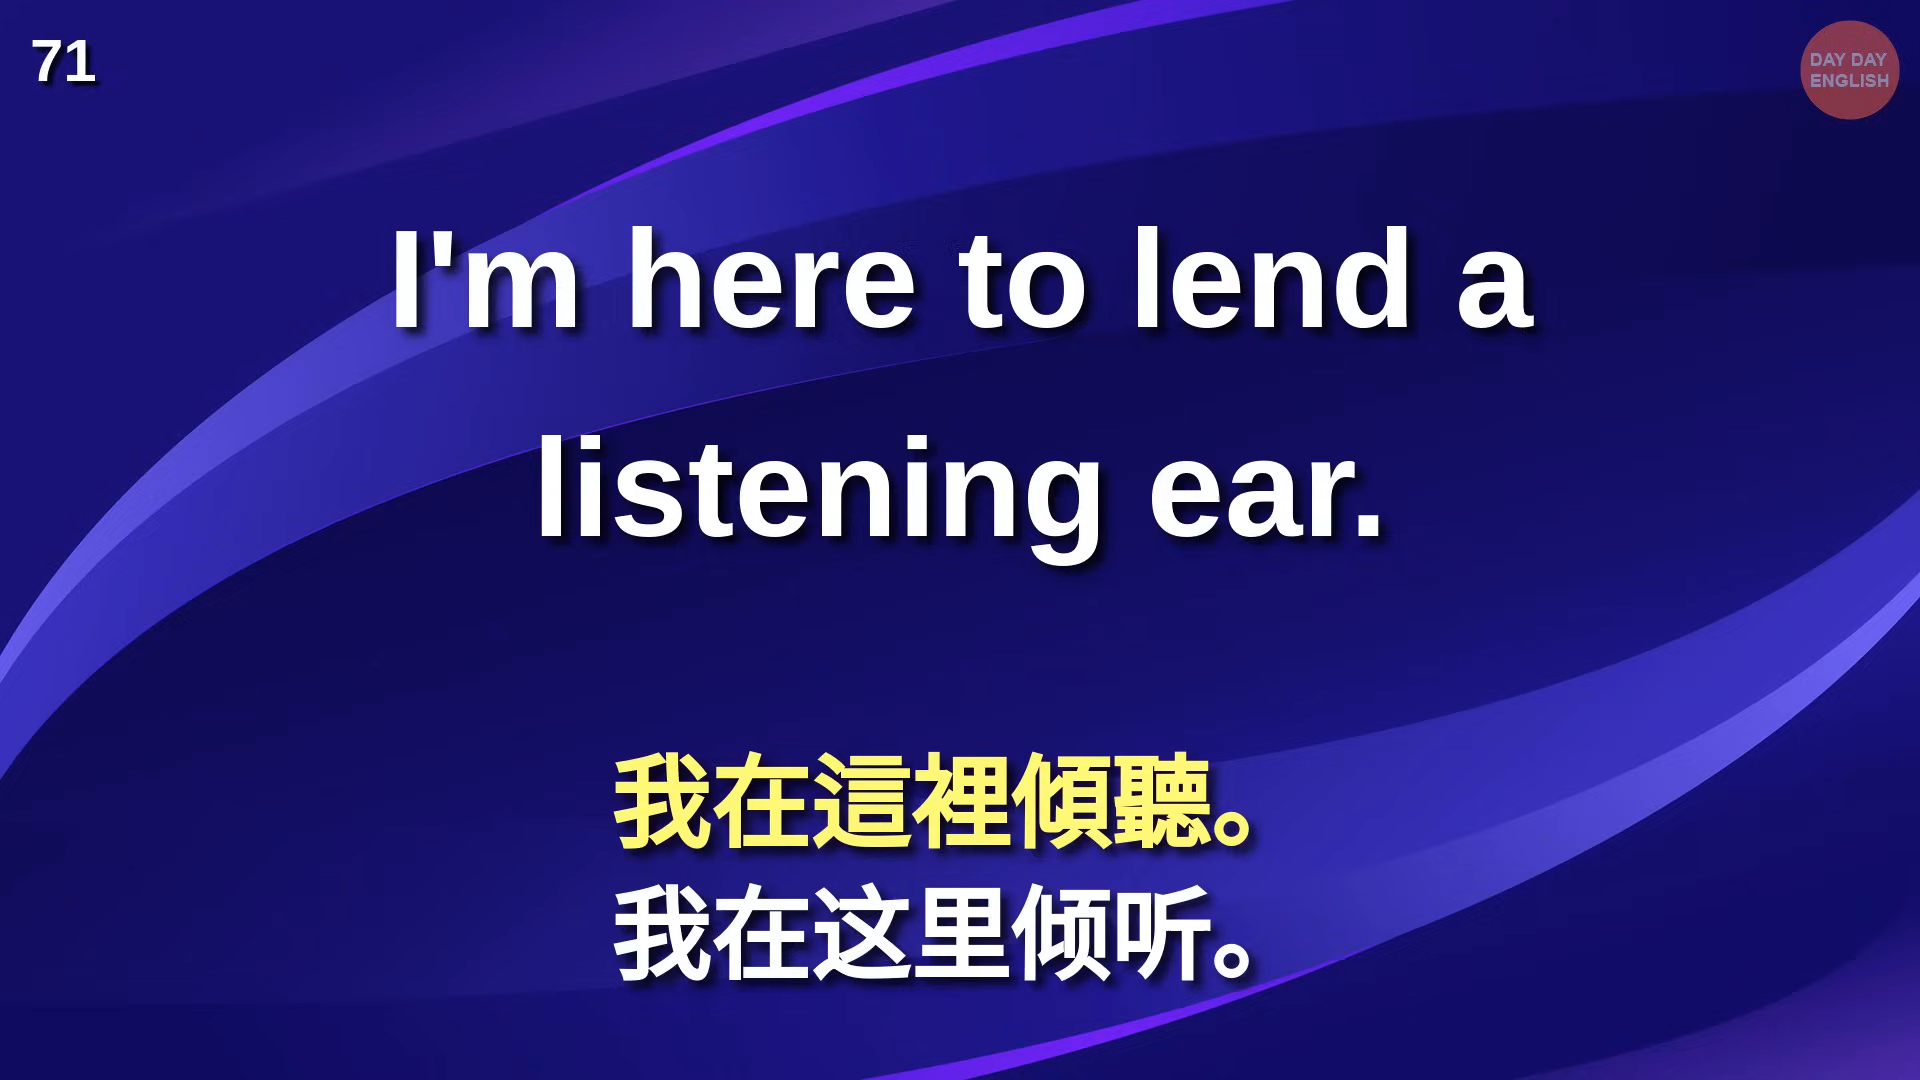 71
DAY DAY
ENGLISH
I'm here to lend a
listening ear.
我在這裡傾聽。
我在这里倾听。